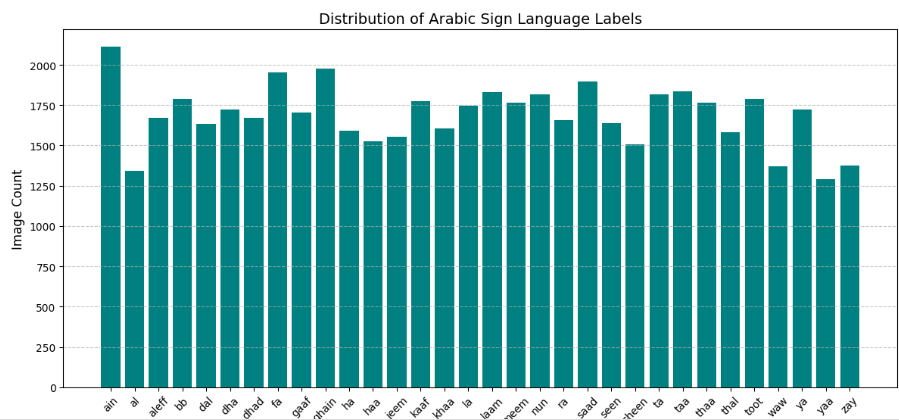 Distribution of Arabic Sign Language Labels
Image Count
2000
1750
1500
1250
1000
750
500
250
0
ain
al
aleff
bb
dal
dha
dhad
fa
gaaf
ghain
ha
haa
jeem
kaaf
khaa
la
laam
meem
nun
ra
saad
seen
ta
taa
thaa
thal
toot
waw
ya
yaa
zay